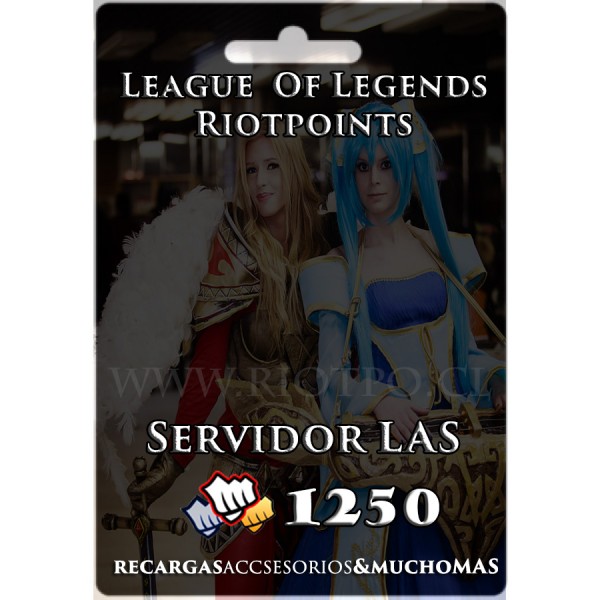 League Of Legends
Riotpoints
WWW.RIOTPO.CL
Servidor LAS
1250
RECARGASACCSESORIOS&MUCHOMAS